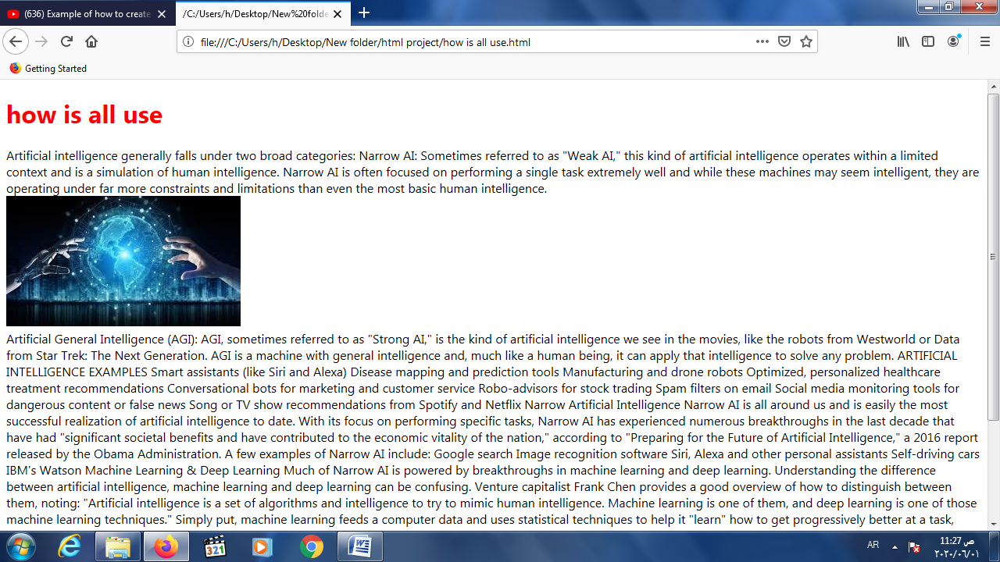 (636) Example of how to create
/C:/Users/h/Desktop/New%20folde
file:///C:/Users/h/Desktop/New folder/html project/how is all use.html
Getting Started
how is all use
Artificial intelligence generally falls under two broad categories: Narrow AI: Sometimes referred to as "Weak AI," this kind of artificial intelligence operates within a limited
context and is a simulation of human intelligence. Narrow AI is often focused on performing a single task extremely well and while these machines may seem intelligent, they are
operating under far more constraints and limitations than even the most basic human intelligence.
Artificial General Intelligence (AGI): AGI, sometimes referred to as "Strong AI," is the kind of artificial intelligence we see in the movies, like the robots from Westworld or Data
from Star Trek: The Next Generation. AGI is a machine with general intelligence and, much like a human being, it can apply that intelligence to solve any problem. ARTIFICIAL
INTELLIGENCE EXAMPLES Smart assistants (like Siri and Alexa) Disease mapping and prediction tools Manufacturing and drone robots Optimized, personalized healthcare
treatment recommendations Conversational bots for marketing and customer service Robo-advisors for stock trading Spam filters on email Social media monitoring tools for
dangerous content or false news Song or TV show recommendations from Spotify and Netflix Narrow Artificial Intelligence Narrow AI is all around us and is easily the most
successful realization of artificial intelligence to date. With its focus on performing specific tasks, Narrow AI has experienced numerous breakthroughs in the last decade that
have had "significant societal benefits and have contributed to the economic vitality of the nation," according to "Preparing for the Future of Artificial Intelligence," a 2016 report
released by the Obama Administration. A few examples of Narrow AI include: Google search Image recognition software Siri, Alexa and other personal assistants Self-driving cars
IBM's Watson Machine Learning & Deep Learning Much of Narrow AI is powered by breakthroughs in machine learning and deep learning. Understanding the difference
between artificial intelligence, machine learning and deep learning can be confusing. Venture capitalist Frank Chen provides a good overview of how to distinguish between
them, noting: "Artificial intelligence is a set of algorithms and intelligence to try to mimic human intelligence. Machine learning is one of them, and deep learning is one of those
machine learning techniques." Simply put, machine learning feeds a computer data and uses statistical techniques to help it "learn" how to get progressively better at a task,
321
AR
11:27 ص
٢٠٢٠/٠٦/٠١